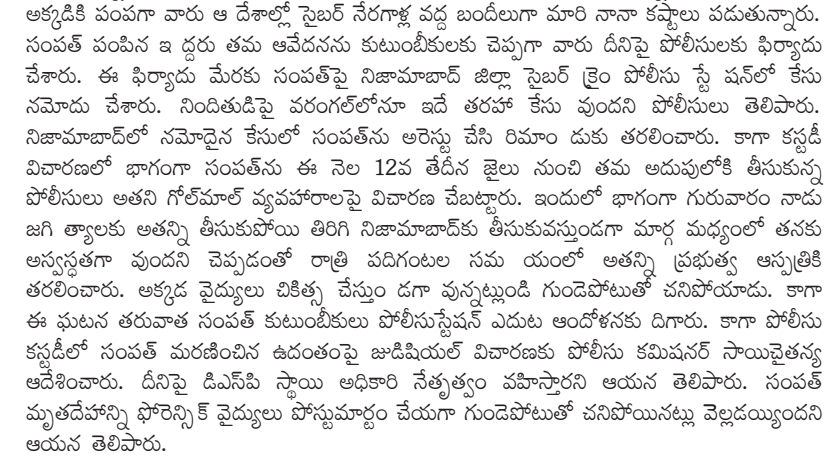 అక్కడికి పంపగా వారు ఆ దేశాల్లో సైబర్ నేరగాళ్ల వద్ద బందీలుగా మారి నానా కష్టాలు పడుతున్నారు.
సంపత్ పంపిన ఇ ద్దరు తమ ఆవేదనను కుటుంబీకులకు చెప్పగా వారు దీనిపై పోలీసులకు ఫిర్యాదు
చేశారు. ఈ ఫిర్యాదు మేరకు సంపత్‌పై నిజామాబాద్ జిల్లా సైబర్ క్రైం పోలీసు స్టే షన్‌లో కేసు
నమోదు చేశారు. నిందితుడిపై వరంగల్‌లోనూ ఇదే తరహా కేసు వుందని పోలీసులు తెలిపారు.
నిజామాబాద్‌లో నమోదైన కేసులో సంపత్‌ను అరెస్టు చేసి రిమాం డుకు తరలించారు. కాగా కస్టడీ
విచారణలో భాగంగా సంపత్‌ను ఈ నెల 12వ తేదీన జైలు నుంచి తమ అదుపులోకి తీసుకున్న
పోలీసులు అతని గోల్‌మాల్ వ్యవహారాలపై విచారణ చేబట్టారు. ఇందులో భాగంగా గురువారం నాడు
జగి త్యాలకు అతన్ని తీసుకుపోయి తిరిగి నిజామాబాద్‌కు తీసుకువస్తుండగా మార్గ మధ్యంలో తనకు
అస్వస్థతగా వుందని చెప్పడంతో రాత్రి పదిగంటల సమ యంలో అతన్ని ప్రభుత్వ ఆస్పత్రికి
తరలించారు. అక్కడ వైద్యులు చికిత్స చేస్తుం డగా వున్నట్లుండి గుండెపోటుతో చనిపోయాడు. కాగా
ఈ ఘటన తరువాత సంపత్ కుటుంబీకులు పోలీసుస్టేషన్ ఎదుట ఆందోళనకు దిగారు. కాగా పోలీసు
కస్టడీలో సంపత్ మరణించిన ఉదంతంపై జుడిషియల్ విచారణకు పోలీసు కమిషనర్ సాయిచైతన్య
ఆదేశించారు. దీనిపై డిఎస్‌పి స్థాయి అధికారి నేతృత్వం వహిస్తారని ఆయన తెలిపారు. సంపత్
మృతదేహాన్ని ఫోరెన్సి క్ వైద్యులు పోస్టుమార్టం చేయగా గుండెపోటుతో చనిపోయినట్లు వెల్లడయ్యిందని
ఆయన తెలిపారు.